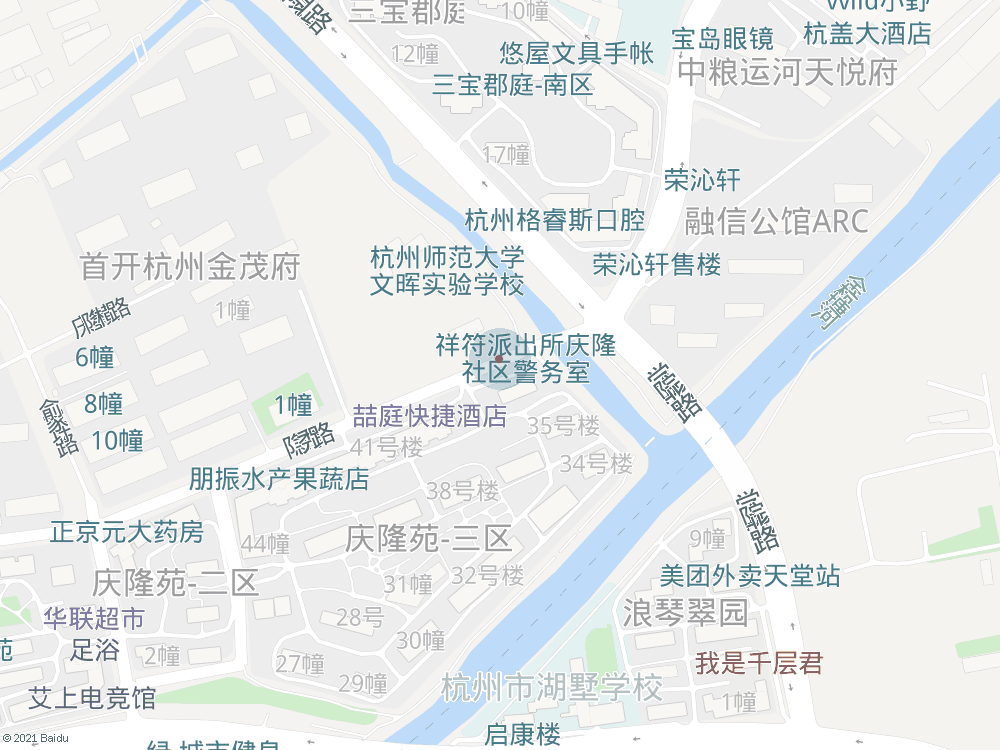 三宝郡庭
10幢
Wild小野
杭盖大酒店
12幢
悠屋文具手帐
宝岛眼镜
三宝郡庭-南区
中粮运河天悦府
17幢
荣沁轩
杭州格睿斯口腔
融信公馆ARC
杭州师范大学
文晖实验学校
荣沁轩售楼
首开杭州金茂府
1幢
祥符派出所庆隆
社区警务室
6幢
8幢
1幢
喆庭快捷酒店
俞家路
10幢
35号楼
41号楼
34号楼
朋振水产果蔬店
38号楼
正京元大药房
44幢
庆隆苑-三区
9幢
庆隆苑-二区
31幢
32号楼
美团外卖天堂站
华联超市
28号
浪琴翠园
苑
足浴
30幢
2幢
27幢
我是千层君
29幢
杭州市湖墅学校
艾上电竞馆
1幢
启康楼
© 2021 Baidu